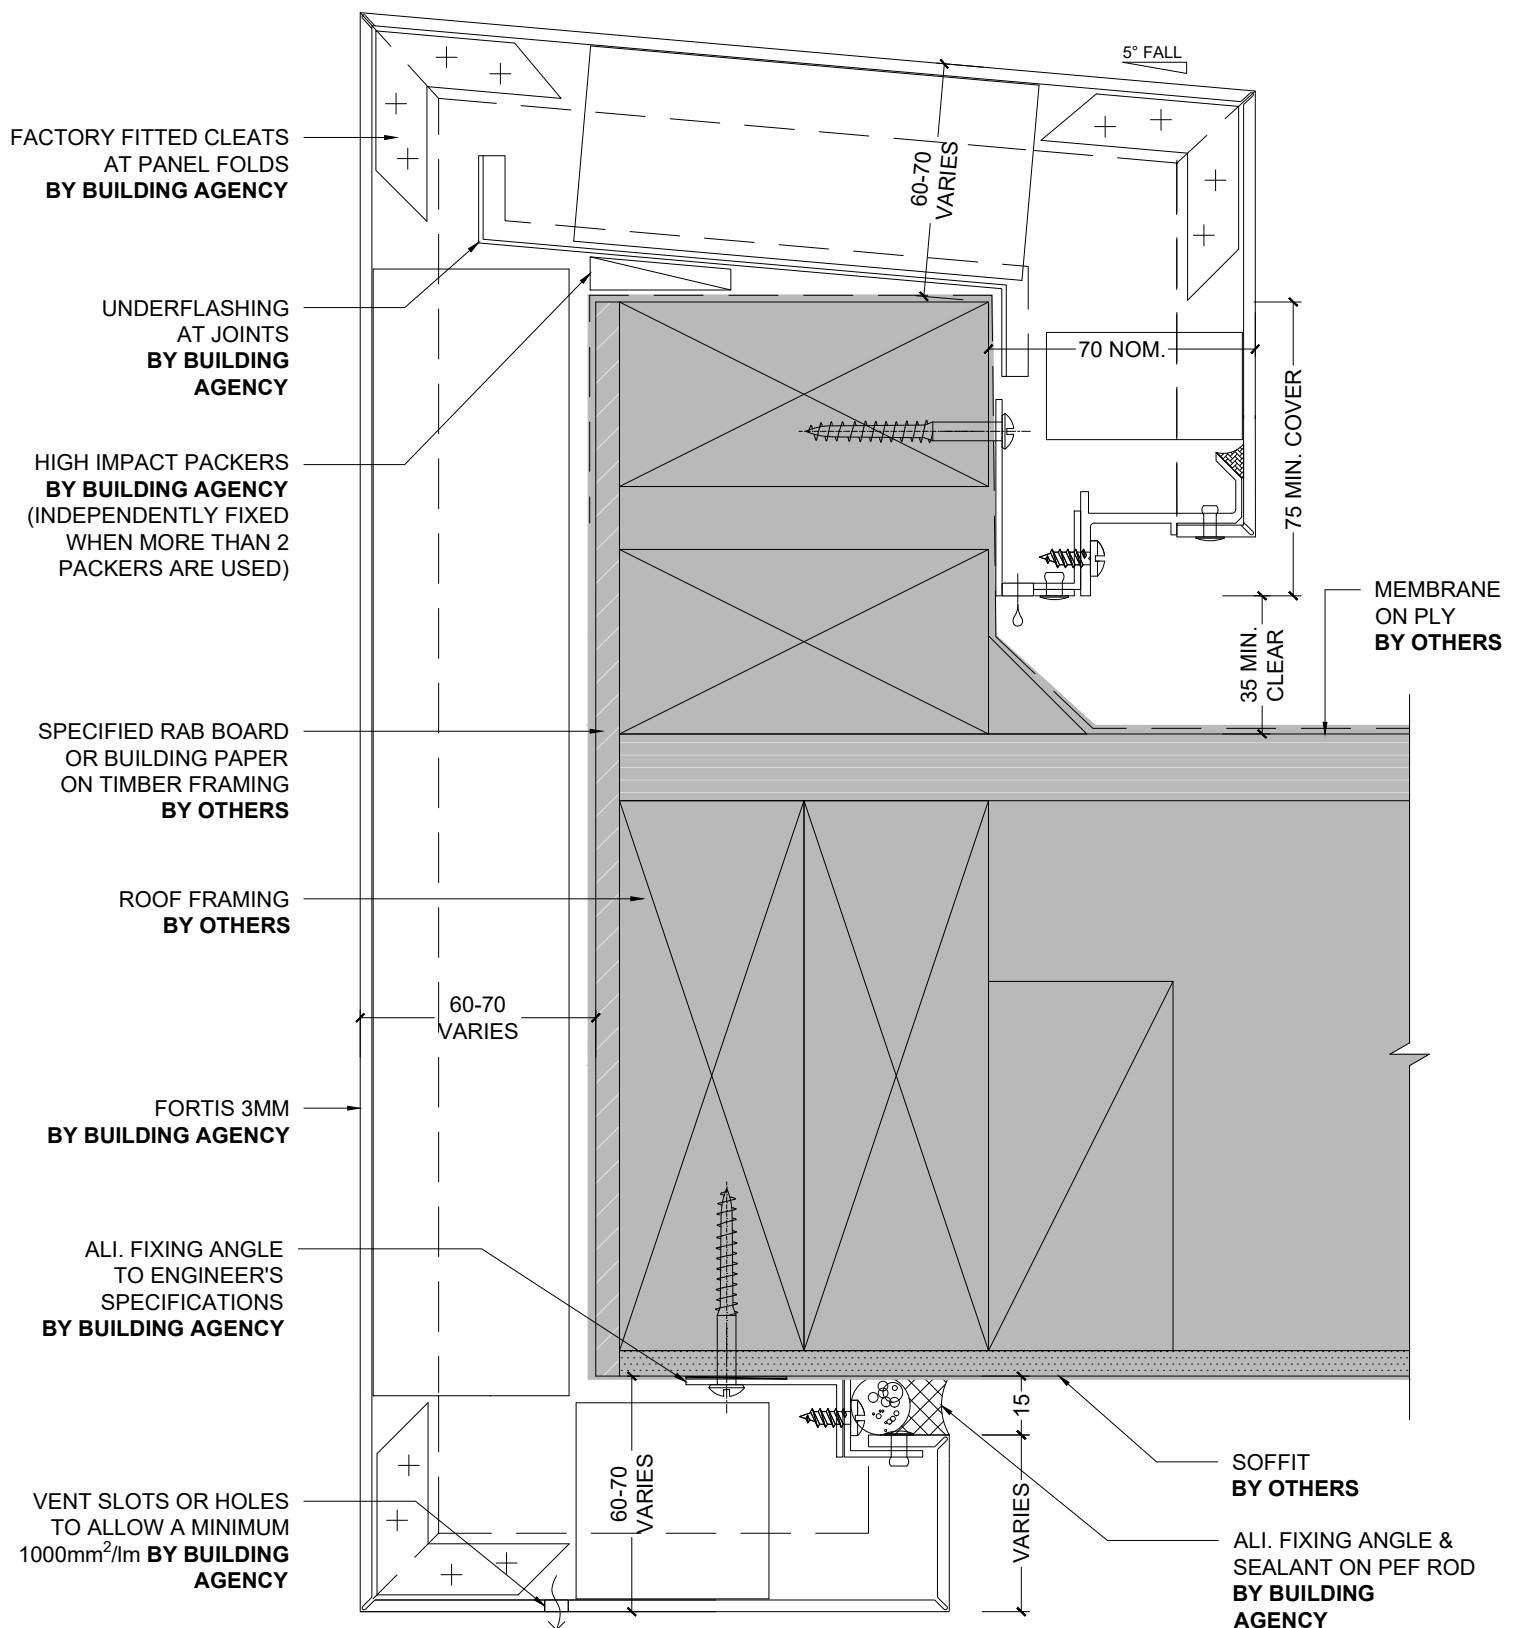 5° FALL
FACTORY FITTED CLEATS
AT PANEL FOLDS
BY BUILDING AGENCY
60-70
VARIES
UNDERFLASHING
AT JOINTS
BY BUILDING
AGENCY
70 NOM.
75 MIN. COVER
HIGH IMPACT PACKERS
BY BUILDING AGENCY
(INDEPENDENTLY FIXED
WHEN MORE THAN 2
PACKERS ARE USED)
MEMBRANE
ON PLY
BY OTHERS
35 MIN.
CLEAR
SPECIFIED RAB BOARD
OR BUILDING PAPER
ON TIMBER FRAMING
BY OTHERS
ROOF FRAMING
BY OTHERS
60-70
VARIES
FORTIS 3MM
BY BUILDING AGENCY
ALI. FIXING ANGLE
TO ENGINEER'S
SPECIFICATIONS
BY BUILDING AGENCY
15
60-70
VARIES
VARIES
SOFFIT
BY OTHERS
VENT SLOTS OR HOLES
TO ALLOW A MINIMUM
1000mm²/lm BY BUILDING
AGENCY
ALI. FIXING ANGLE &
SEALANT ON PEF ROD
BY BUILDING
AGENCY